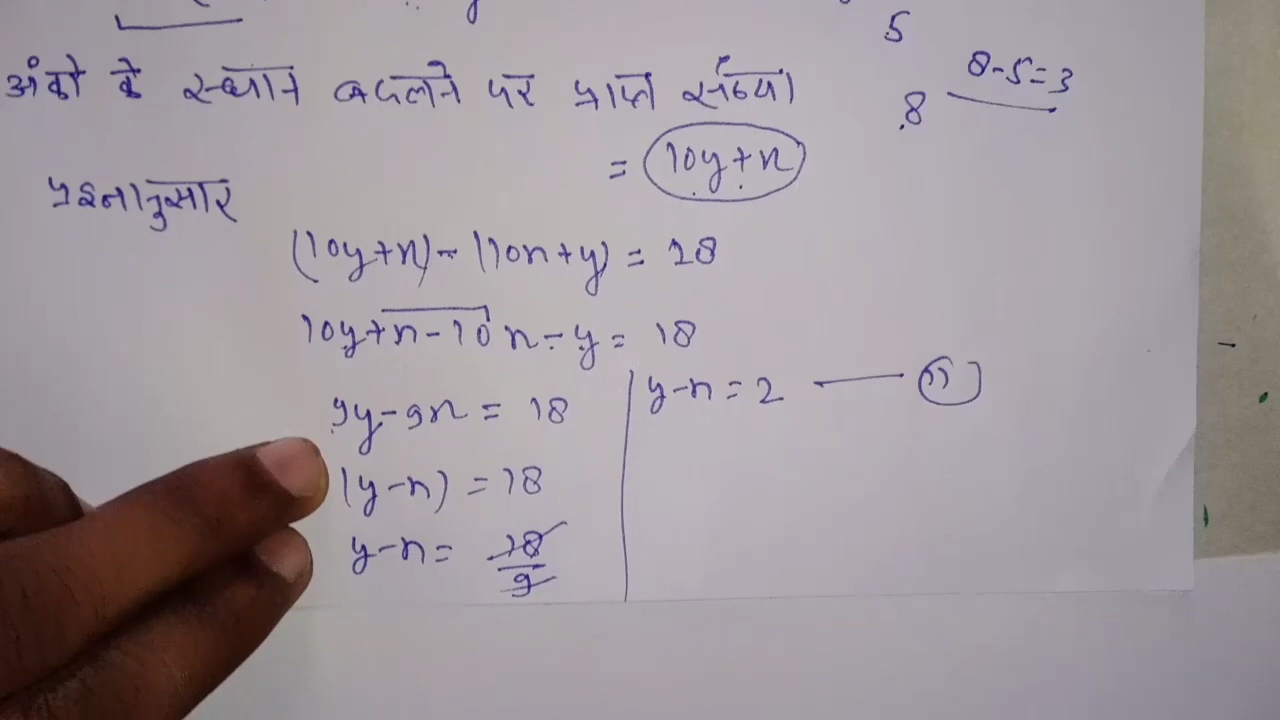 5
अंको के स्थान बदलने पर प्राप्त संख्या
8 8-5=3
= 10y+x
प्रश्नानुसार
(10y+x)-(10x+y) = 18
10y+x-10x-y= 18
9y-9x = 18
(y-x) =18
y-x= 18/9
y-x=2 —— (ii)